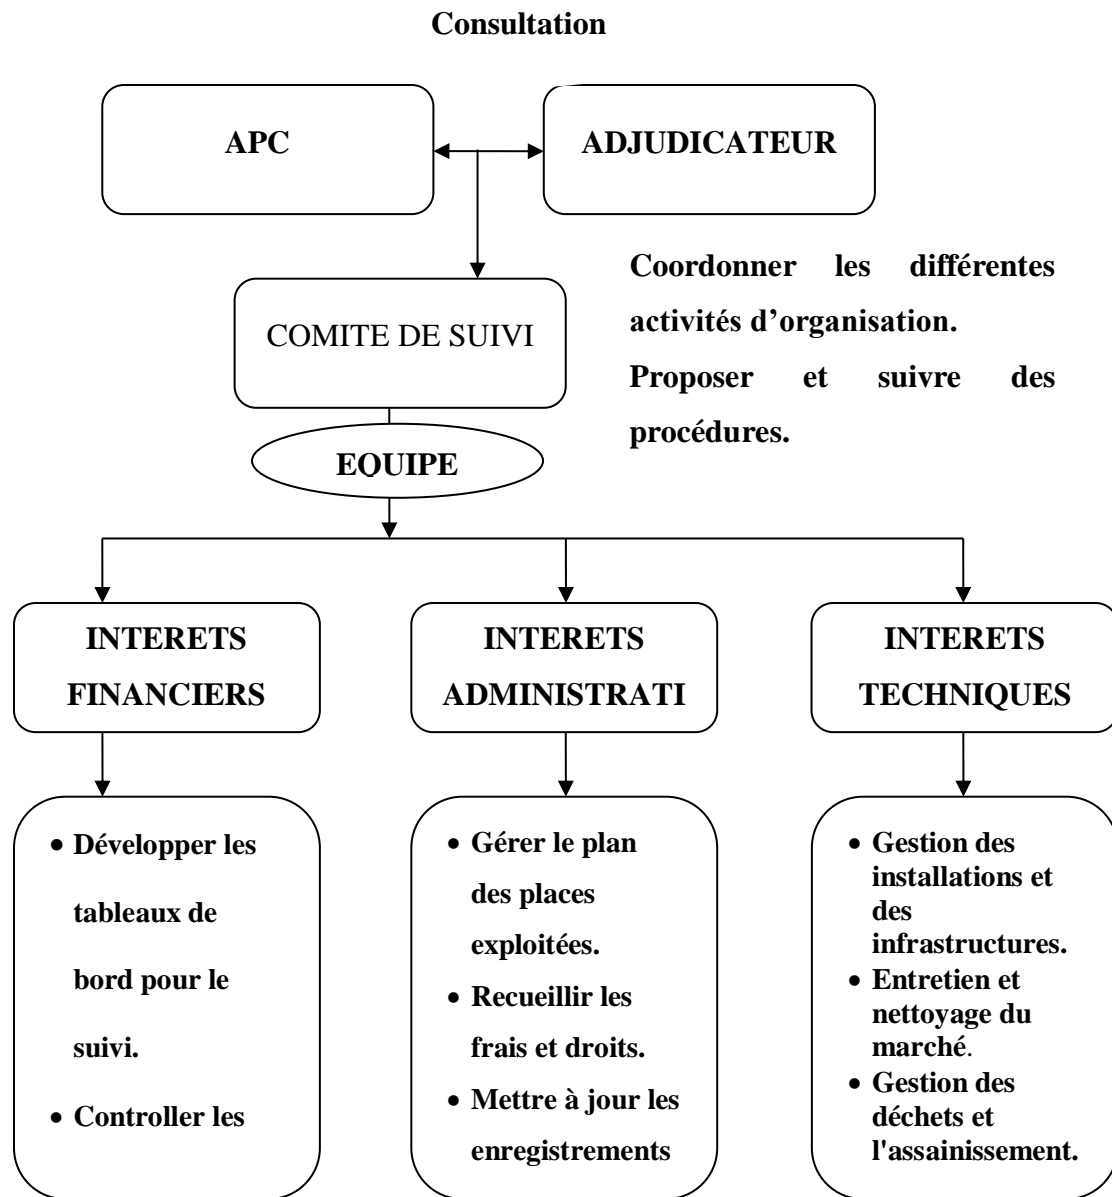 Consultation
APC
ADJUDICATEUR
Coordonner les différentes
activités d’organisation.
Proposer et suivre des
procédures.
COMITE DE SUIVI
EQUIPE
INTERETS
FINANCIERS
INTERETS
ADMINISTRATI
INTERETS
TECHNIQUES
• Développer les
tableaux de
bord pour le
suivi.
• Controller les
• Gérer le plan
des places
exploitées.
• Recueillir les
frais et droits.
• Mettre à jour les
enregistrements
• Gestion des
installations et
des
infrastructures.
• Entretien et
nettoyage du
marché.
• Gestion des
déchets et
l'assainissement.